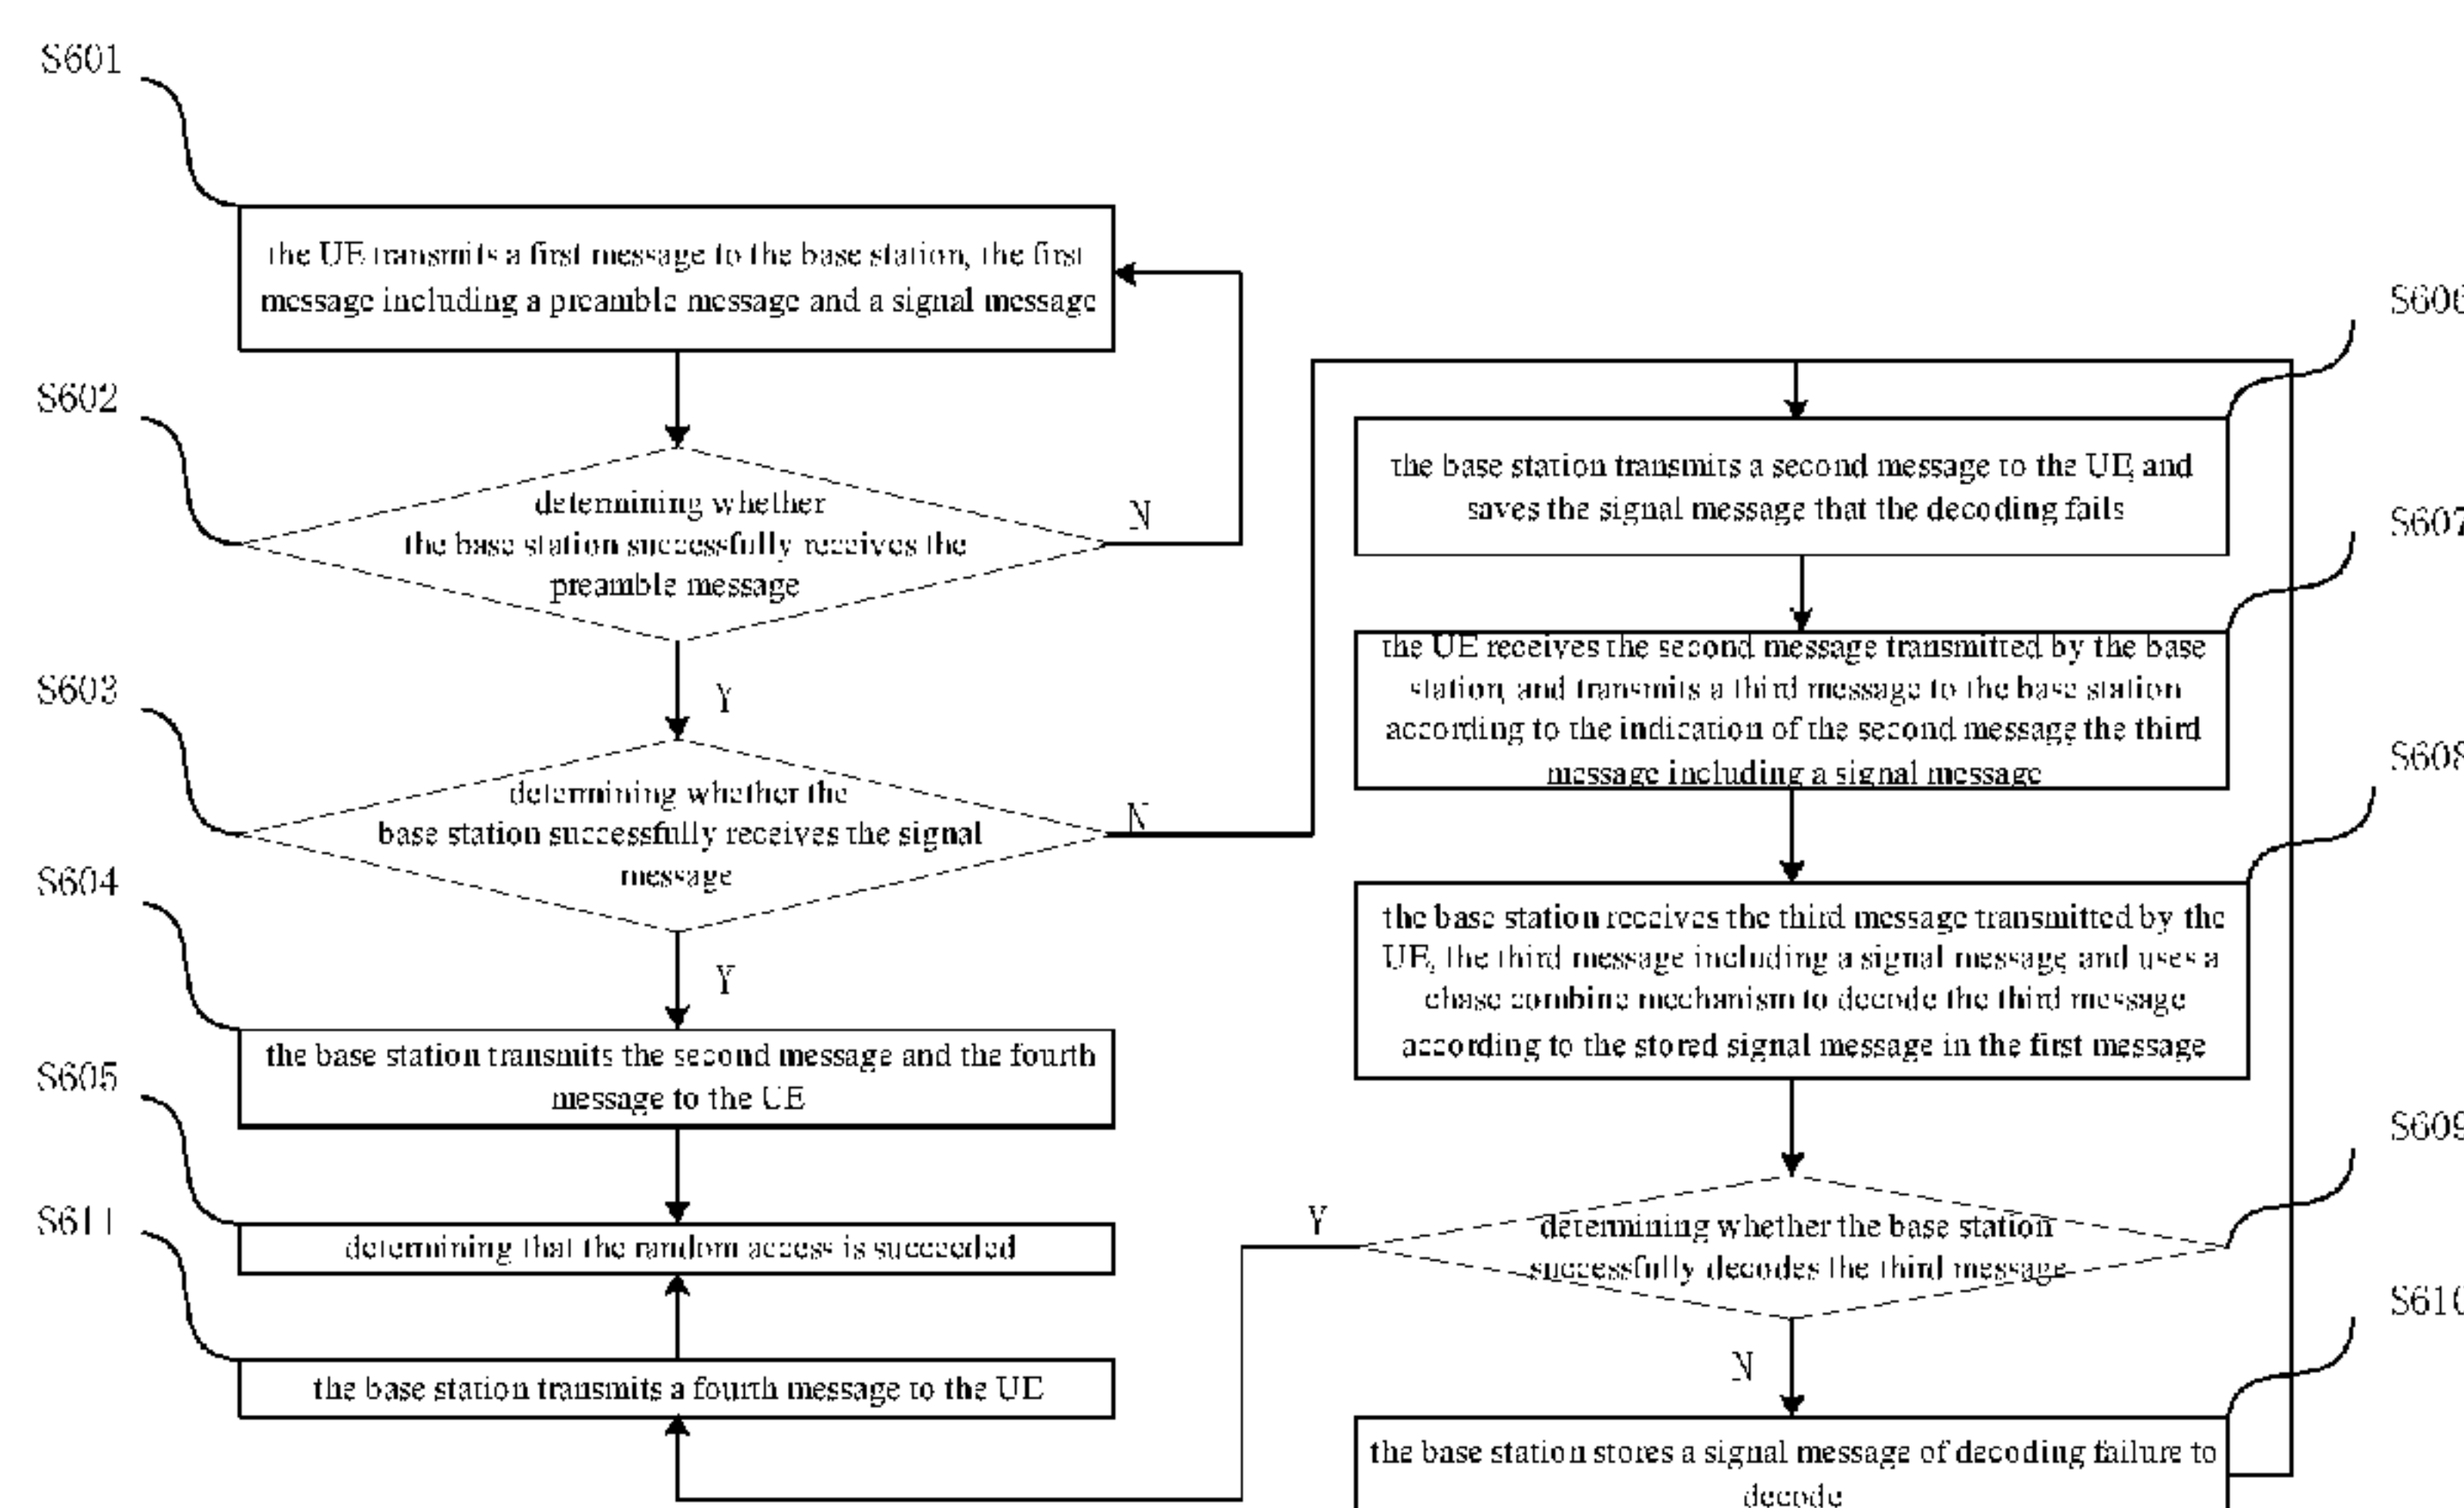 S601
the UE transmits a first message to the base station, the first
message including a preamble message and a signal message
S602
determining whether
the base station successfully receives the
preamble message
N
Y
S603
determining whether the
base station successfully receives the signal
message
N
Y
S604
the base station transmits the second message and the fourth
message to the UE
S605
determining that the random access is succeeded
S611
the base station transmits a fourth message to the UE
S606
the base station transmits a second message to the UE, and
saves the signal message that the decoding fails
S607
the UE receives the second message transmitted by the base
station, and transmits a third message to the base station
according to the indication of the second message the third
message including a signal message
S608
the base station receives the third message transmitted by the
UE, the third message including a signal message, and uses a
chase combine mechanism to decode the third message
according to the stored signal message in the first message
S609
Y
determining whether the base station
successfully decodes the third message
N
S610
the base station stores a signal message of decoding failure to
decode